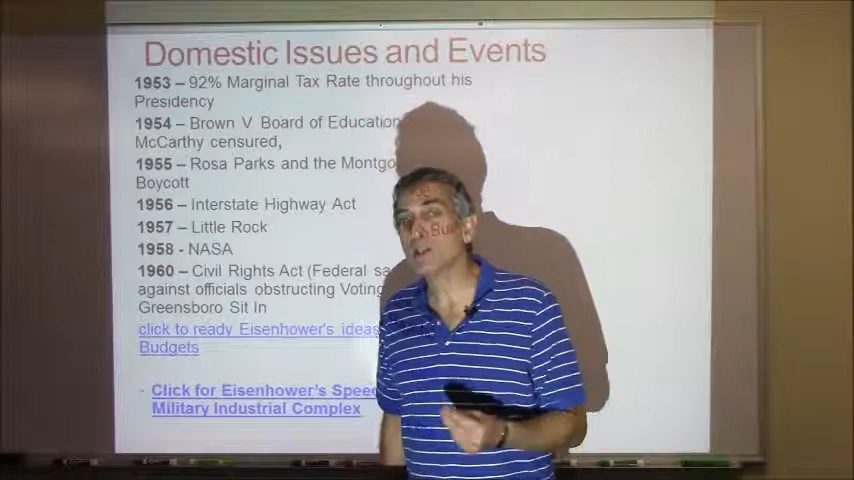 Domestic Issues and Events
1953 – 92% Marginal Tax Rate throughout his
Presidency
1954 – Brown V Board of Education
McCarthy censured,
1955 – Rosa Parks and the Montgo
Boycott
1956 – Interstate Highway Act
1957 – Little Rock
1958 - NASA
1960 – Civil Rights Act (Federal sa
against officials obstructing Voting
Greensboro Sit In
click to ready Eisenhower's ideas
Budgets
- Click for Eisenhower's Speec
Military Industrial Complex